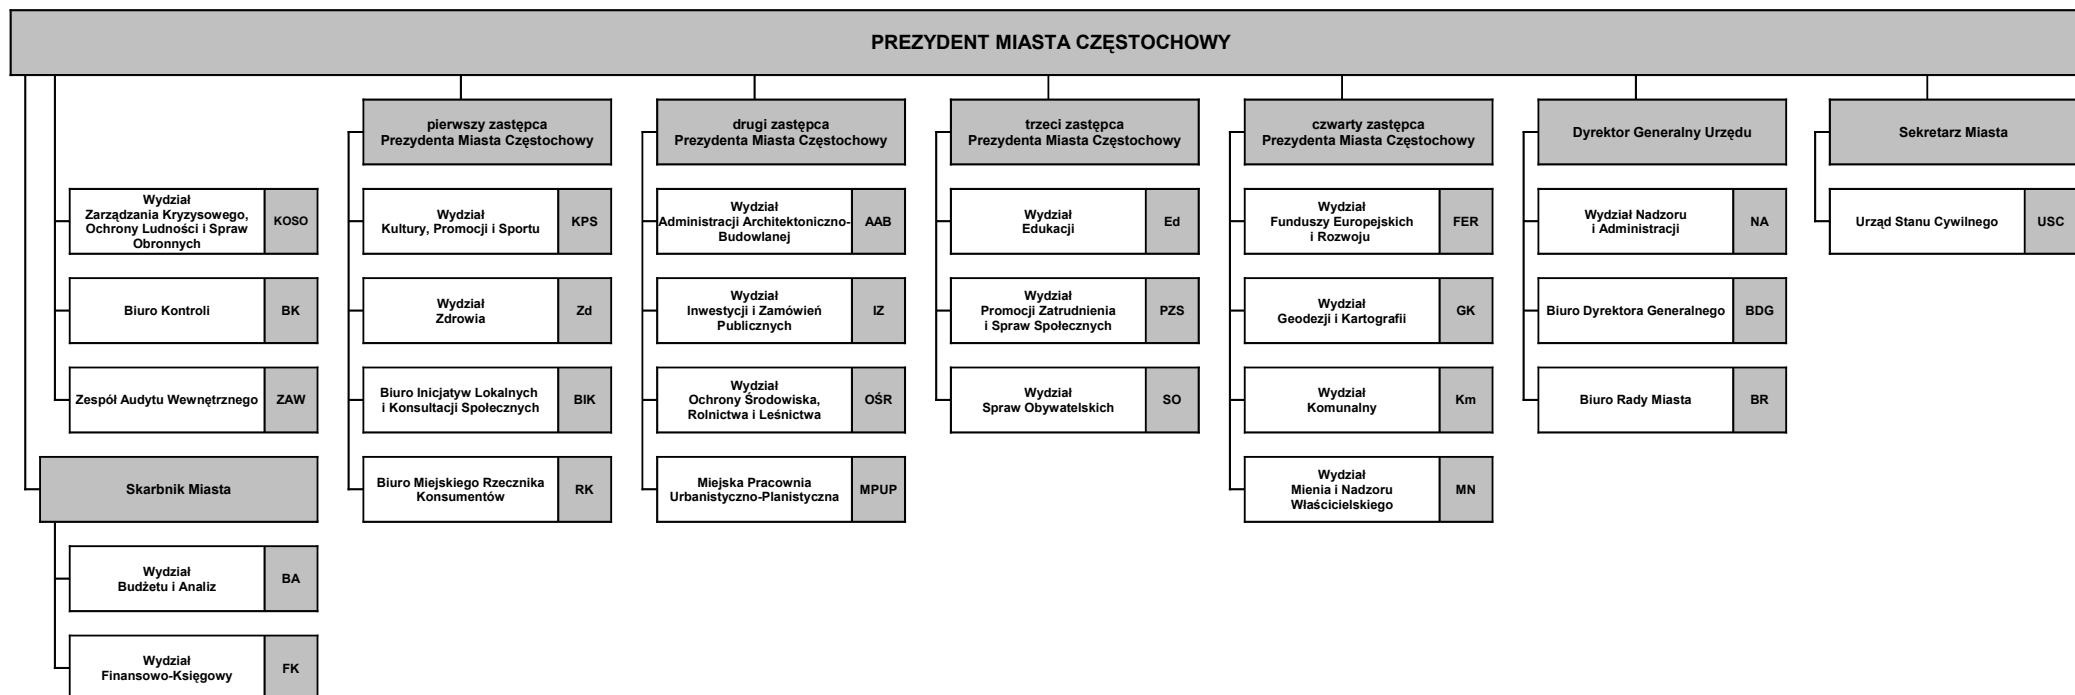 PREZYDENT MIASTA CZĘSTOCHOWY
pierwszy zastępca
Prezydenta Miasta Częstochowy
drugi zastępca
Prezydenta Miasta Częstochowy
trzeci zastępca
Prezydenta Miasta Częstochowy
czwarty zastępca
Prezydenta Miasta Częstochowy
Dyrektor Generalny Urzędu
Sekretarz Miasta
Wydział
Zarządzania Kryzysowego,
Ochrony Ludności i Spraw
Obronnych
KOSO
Wydział
Kultury, Promocji i Sportu
KPS
Wydział
Administracji Architektoniczno-
Budowlanej
AAB
Wydział
Edukacji
Ed
Wydział
Funduszy Europejskich
i Rozwoju
FER
Wydział Nadzoru
i Administracji
NA
Urząd Stanu Cywilnego
USC
Biuro Kontroli
BK
Wydział
Zdrowia
Zd
Wydział
Inwestycji i Zamówień
Publicznych
IZ
Wydział
Promocji Zatrudnienia
i Spraw Społecznych
PZS
Wydział
Geodezji i Kartografii
GK
Biuro Dyrektora Generalnego
BDG
Zespół Audytu Wewnętrznego
ZAW
Biuro Inicjatyw Lokalnych
i Konsultacji Społecznych
BIK
Wydział
Ochrony Środowiska,
Rolnictwa i Leśnictwa
OŚR
Wydział
Spraw Obywatelskich
SO
Wydział
Komunalny
Km
Biuro Rady Miasta
BR
Skarbnik Miasta
Biuro Miejskiego Rzecznika
Konsumentów
RK
Miejska Pracownia
Urbanistyczno-Planistyczna
MPUP
Wydział
Mienia i Nadzoru
Właścicielskiego
MN
Wydział
Budżetu i Analiz
BA
Wydział
Finansowo-Księgowy
FK